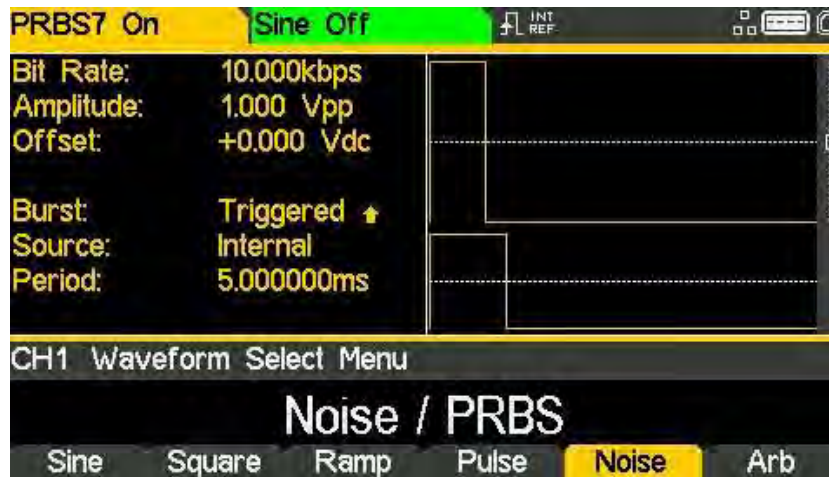 PRBS7 On Sine Off INT REF
Bit Rate: 10.000kbps
Amplitude: 1.000 Vpp
Offset: +0.000 Vdc
Burst: Triggered
Source: Internal
Period: 5.000000ms
CH1 Waveform Select Menu
Noise / PRBS
Sine Square Ramp Pulse Noise Arb